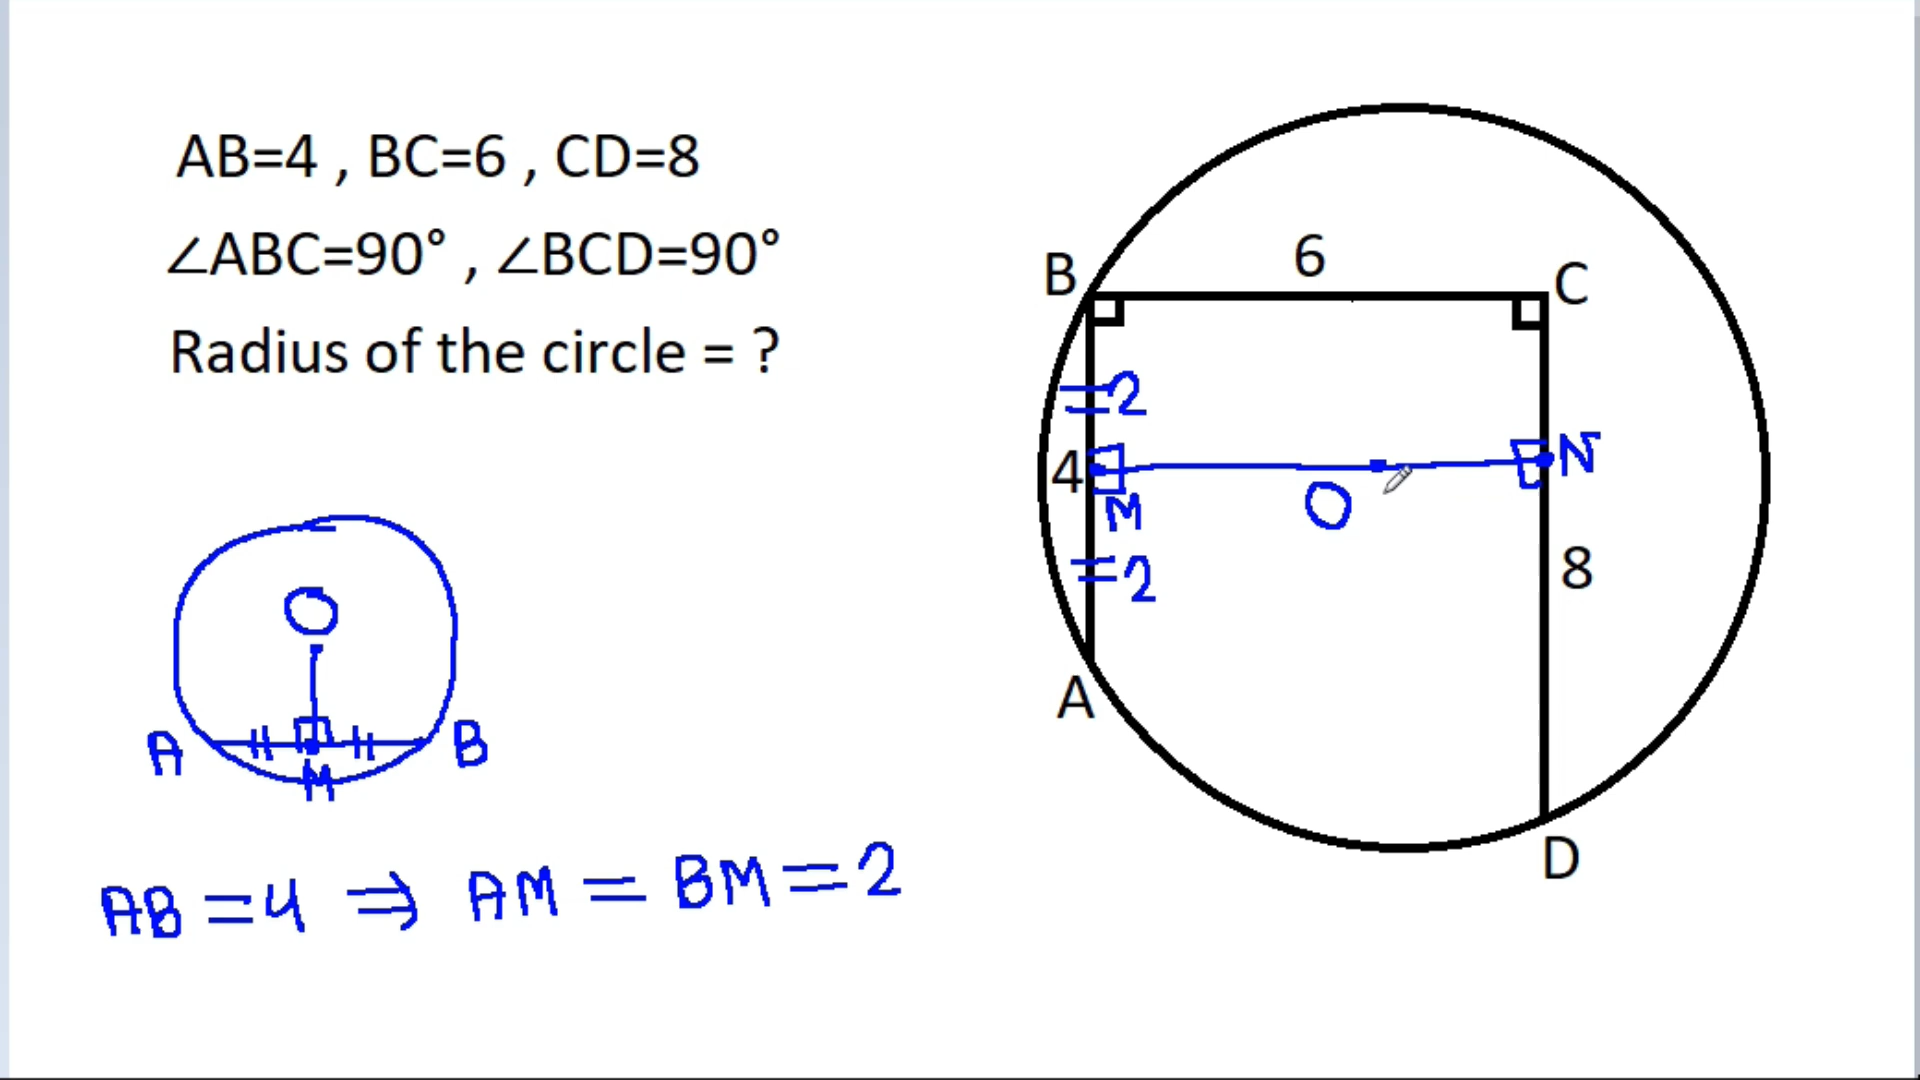 AB=4 , BC=6 , CD=8
∠ABC=90° , ∠BCD=90°
Radius of the circle = ?
B
6
C
=2
4
M
O
N
=2
8
A
D
O
A
M
B
AB=4 ⇒ AM=BM=2